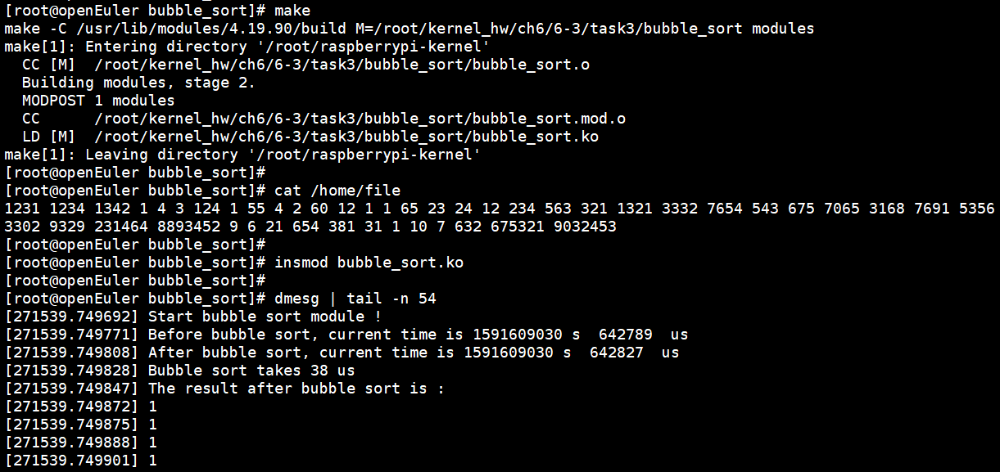 [root@openEuler bubble_sort]# make
make -C /usr/lib/modules/4.19.90/build M=/root/kernel_hw/ch6/6-3/task3/bubble_sort modules
make[1]: Entering directory '/root/raspberrypi-kernel'
  CC [M]  /root/kernel_hw/ch6/6-3/task3/bubble_sort/bubble_sort.o
  Building modules, stage 2.
  MODPOST 1 modules
  CC      /root/kernel_hw/ch6/6-3/task3/bubble_sort/bubble_sort.mod.o
  LD [M]  /root/kernel_hw/ch6/6-3/task3/bubble_sort/bubble_sort.ko
make[1]: Leaving directory '/root/raspberrypi-kernel'
[root@openEuler bubble_sort]#
[root@openEuler bubble_sort]# cat /home/file
1231 1234 1342 1 4 3 124 1 55 4 2 60 12 1 1 65 23 24 12 234 563 321 1321 3332 7654 543 675 7065 3168 7691 5356
3302 9329 231464 8893452 9 6 21 654 381 31 1 10 7 632 675321 9032453
[root@openEuler bubble_sort]#
[root@openEuler bubble_sort]# insmod bubble_sort.ko
[root@openEuler bubble_sort]#
[root@openEuler bubble_sort]# dmesg | tail -n 54
[271539.749692] Start bubble sort module !
[271539.749771] Before bubble sort, current time is 1591609030 s  642789  us
[271539.749808] After bubble sort, current time is 1591609030 s  642827  us
[271539.749828] Bubble sort takes 38 us
[271539.749847] The result after bubble sort is :
[271539.749872] 1
[271539.749875] 1
[271539.749888] 1
[271539.749901] 1